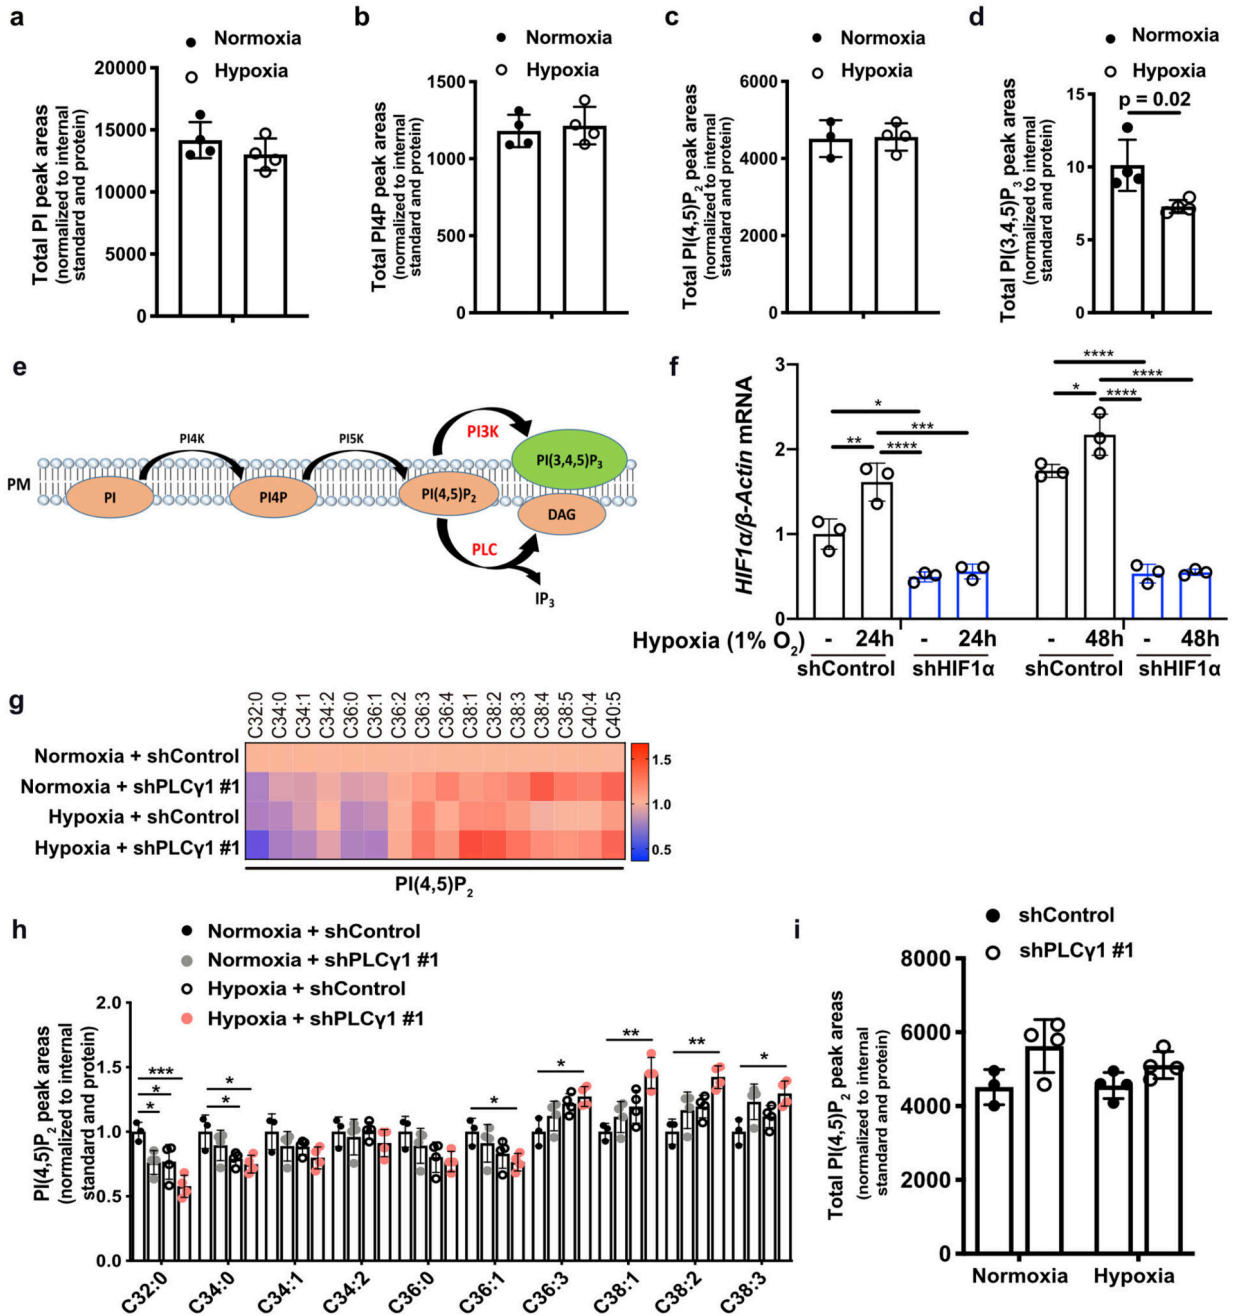 a
Normoxia
Hypoxia
Total PI peak areas
(normalized to internal
standard and protein)
20000
15000
10000
5000
0
b
Normoxia
Hypoxia
Total PI4P peak areas
(normalized to internal
standard and protein)
1500
1000
500
0
c
Normoxia
Hypoxia
Total PI(4,5)P2 peak areas
(normalized to internal
standard and protein)
6000
4000
2000
0
d
Normoxia
Hypoxia
p = 0.02
Total PI(3,4,5)P3 peak areas
(normalized to internal
standard and protein)
15
10
5
0
e
PM
PI
PI4K
PI4P
PI5K
PI(4,5)P2
PI3K
PI(3,4,5)P3
DAG
PLC
IP3
f
HIF1α/β-Actin mRNA
3
2
1
0
*
**
***
****
****
*
****
****
Hypoxia (1% O2) - 24h - 24h - 48h - 48h
shControl shHIF1α shControl shHIF1α
g
C32:0 C34:0 C34:1 C34:2 C36:0 C36:1 C36:2 C36:3 C36:4 C38:1 C38:2 C38:3 C38:4 C38:5 C40:4 C40:5
Normoxia + shControl
Normoxia + shPLCγ1 #1
Hypoxia + shControl
Hypoxia + shPLCγ1 #1
1.5
1.0
0.5
PI(4,5)P2
h
Normoxia + shControl
Normoxia + shPLCγ1 #1
Hypoxia + shControl
Hypoxia + shPLCγ1 #1
PI(4,5)P2 peak areas
(normalized to internal
standard and protein)
2.0
1.5
1.0
0.5
0.0
***
*
*
*
*
*
*
**
**
*
C32:0 C34:0 C34:1 C34:2 C36:0 C36:1 C36:3 C38:1 C38:2 C38:3
i
shControl
shPLCγ1 #1
Total PI(4,5)P2 peak areas
(normalized to internal
standard and protein)
8000
6000
4000
2000
0
Normoxia Hypoxia